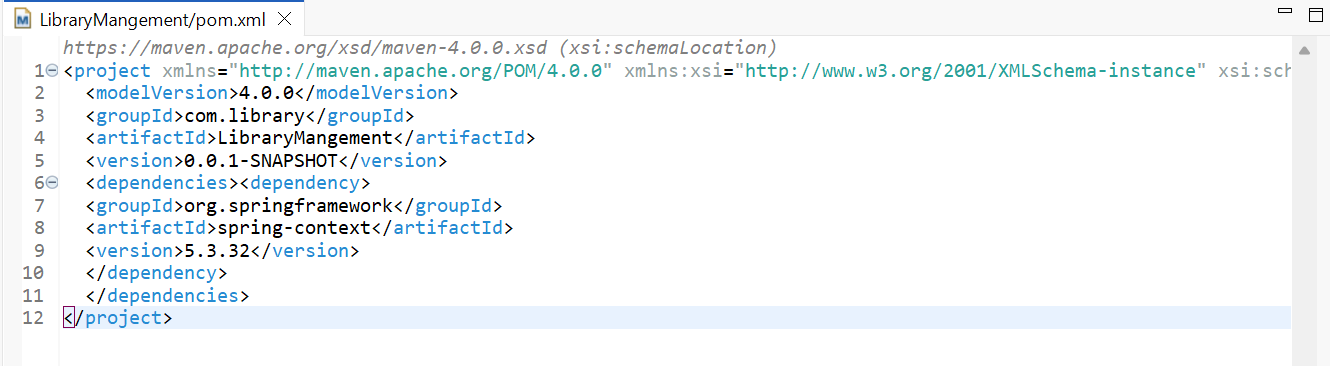 LibraryMangement/pom.xml
https://maven.apache.org/xsd/maven-4.0.0.xsd (xsi:schemaLocation)
1 <project xmlns="http://maven.apache.org/POM/4.0.0" xmlns:xsi="http://www.w3.org/2001/XMLSchema-instance" xsi:sch
2   <modelVersion>4.0.0</modelVersion>
3   <groupId>com.library</groupId>
4   <artifactId>LibraryMangement</artifactId>
5   <version>0.0.1-SNAPSHOT</version>
6   <dependencies><dependency>
7   <groupId>org.springframework</groupId>
8   <artifactId>spring-context</artifactId>
9   <version>5.3.32</version>
10   </dependency>
11   </dependencies>
12 </project>